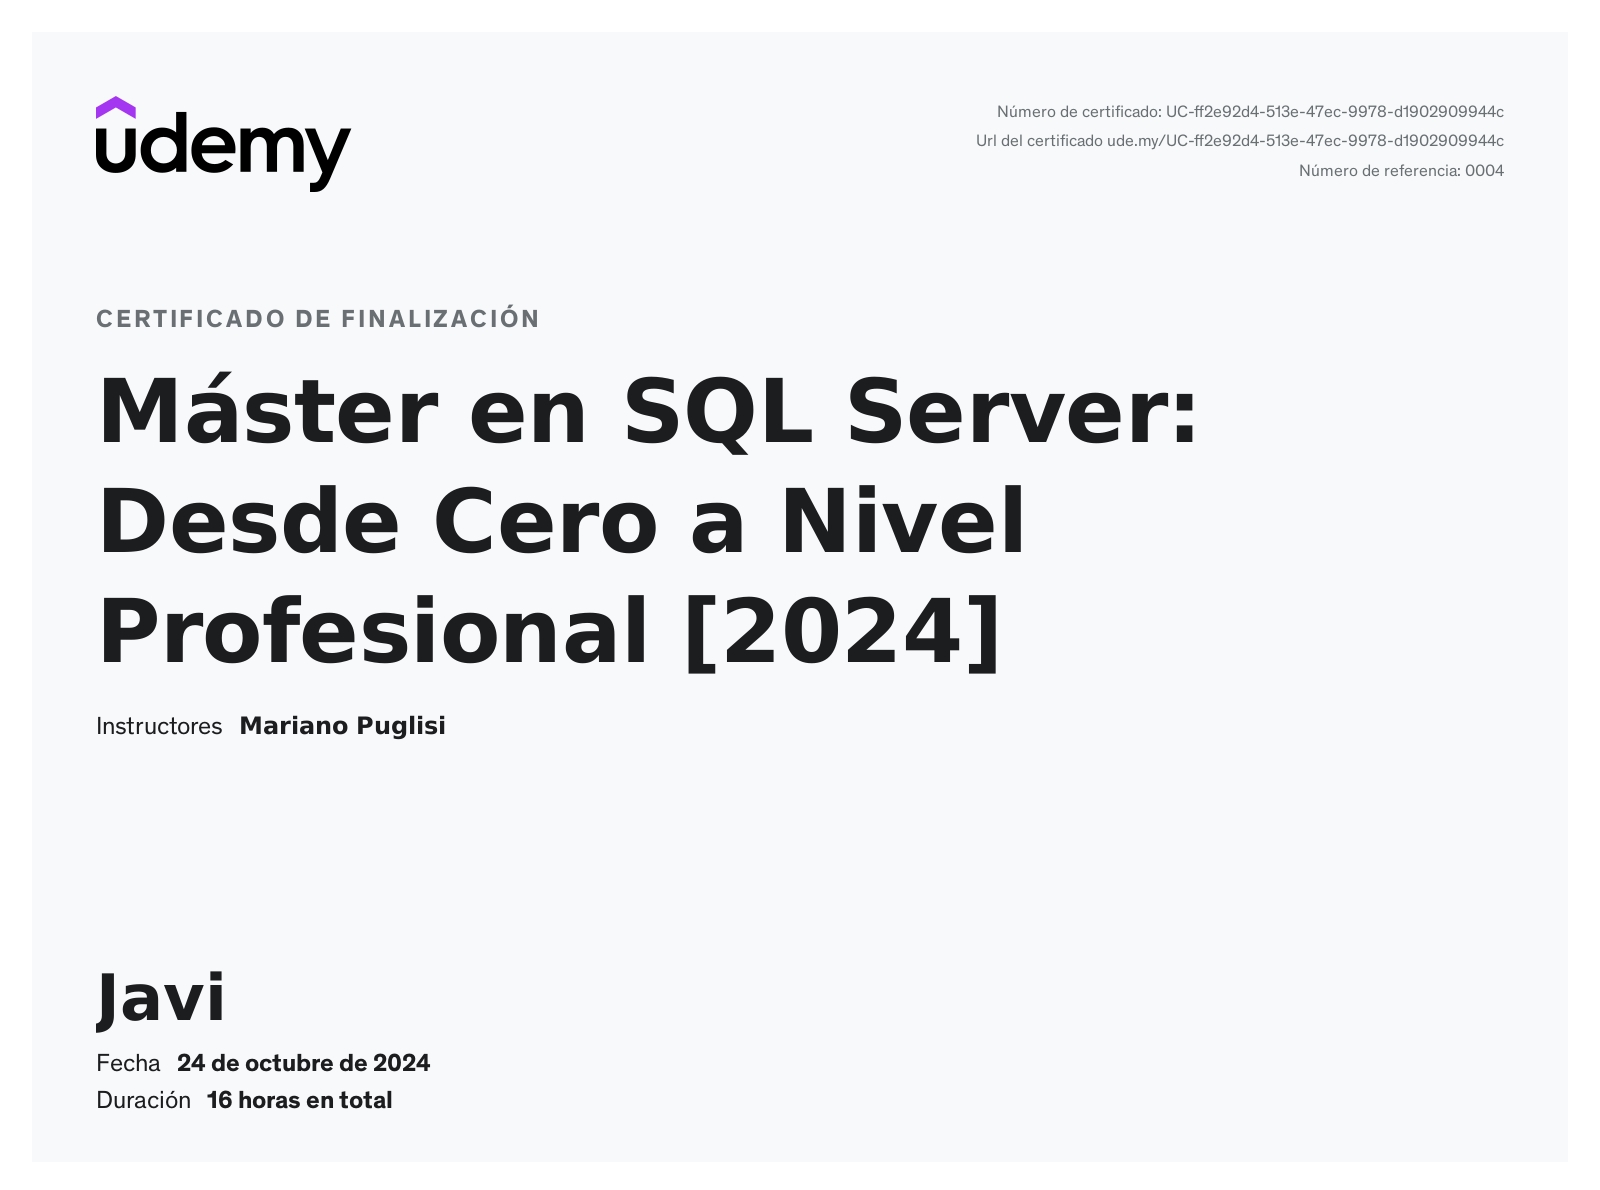 udemy
Número de certificado: UC-ff2e92d4-513e-47ec-9978-d1902909944c
Url del certificado ude.my/UC-ff2e92d4-513e-47ec-9978-d1902909944c
Número de referencia: 0004
CERTIFICADO DE FINALIZACIÓN
Máster en SQL Server:
Desde Cero a Nivel
Profesional [2024]
Instructores Mariano Puglisi
Javi
Fecha 24 de octubre de 2024
Duración 16 horas en total